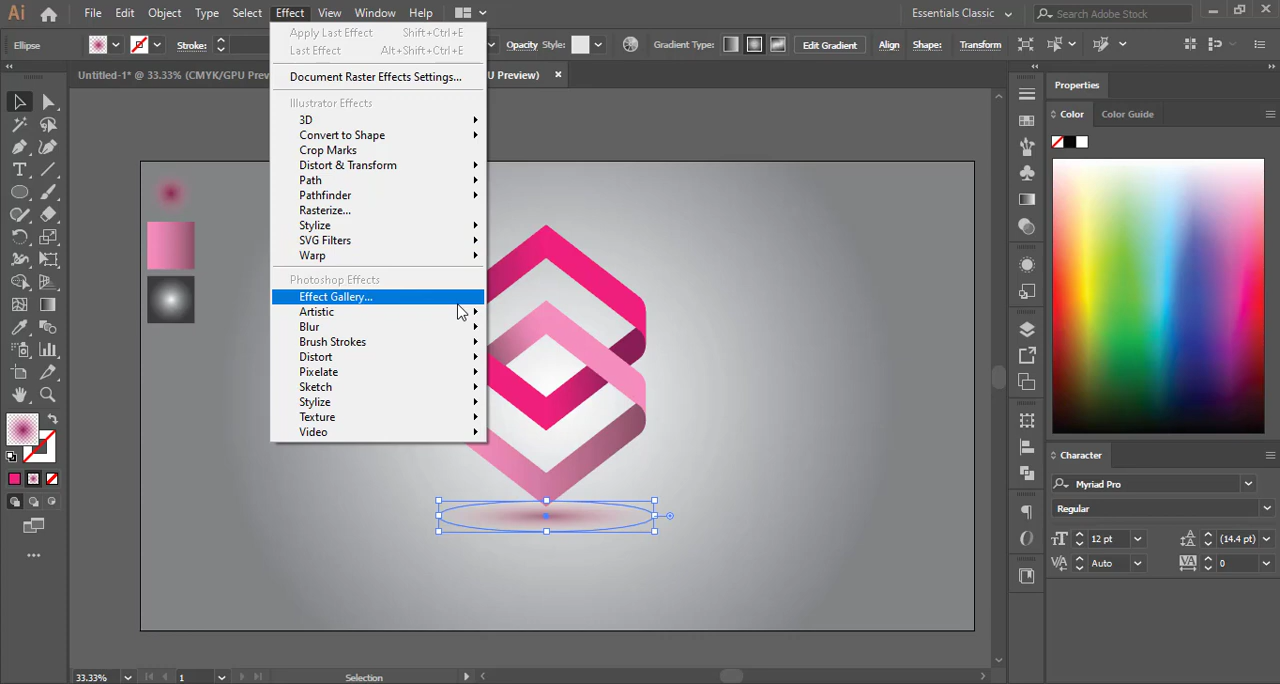 Ai File Edit Object Type Select Effect View Window Help Essentials Classic Search Adobe Stock
Ellipse Stroke: Opacity Style: Gradient Type: Edit Gradient Align Shape: Transform
Untitled-1* @ 33.33% (CMYK/GPU Prev U Preview)
Apply Last Effect Shift+Ctrl+E
Last Effect Alt+Shift+Ctrl+E
Document Raster Effects Settings...
Illustrator Effects
3D
Convert to Shape
Crop Marks
Distort & Transform
Path
Pathfinder
Rasterize...
Stylize
SVG Filters
Warp
Photoshop Effects
Effect Gallery...
Artistic
Blur
Brush Strokes
Distort
Pixelate
Sketch
Stylize
Texture
Video
Properties
Color Color Guide
Character
Myriad Pro
Regular
12 pt (14.4 pt)
Auto 0
33.33% 1 Selection